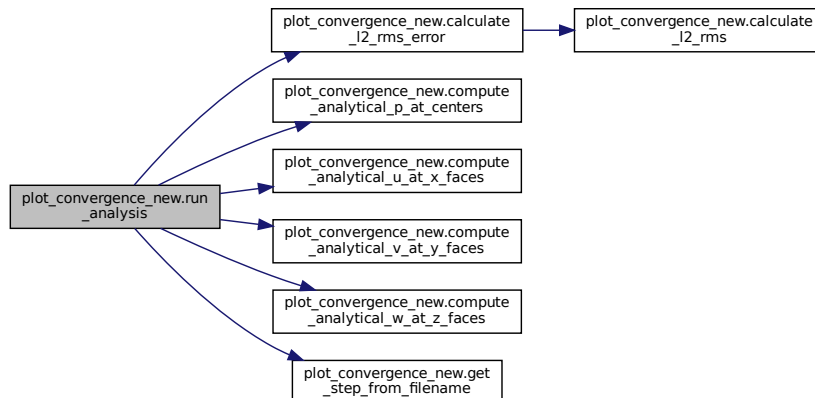 plot_convergence_new.calculate
_l2_rms_error
plot_convergence_new.calculate
_l2_rms
plot_convergence_new.compute
_analytical_p_at_centers
plot_convergence_new.compute
_analytical_u_at_x_faces
plot_convergence_new.run
_analysis
plot_convergence_new.compute
_analytical_v_at_y_faces
plot_convergence_new.compute
_analytical_w_at_z_faces
plot_convergence_new.get
_step_from_filename